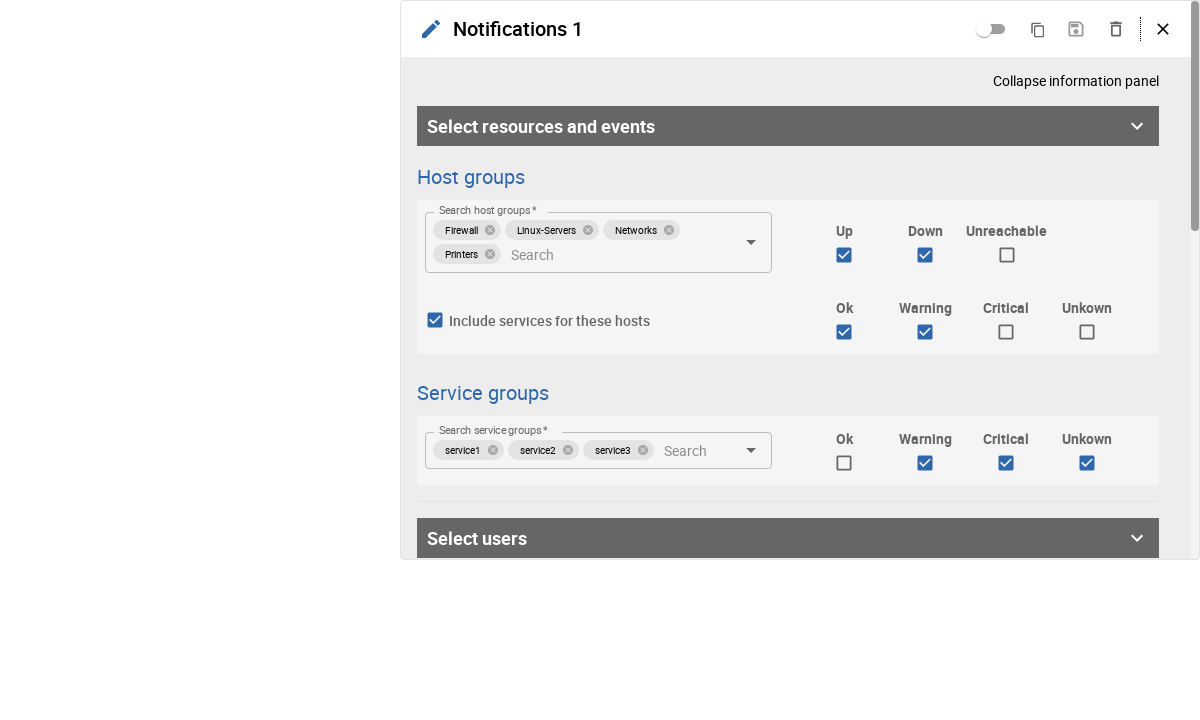 Notifications 1
Collapse information panel
Select resources and events
Host groups
Search host groups *
Firewall Linux-Servers Networks
Printers Search
Up Down Unreachable
Include services for these hosts
Ok Warning Critical Unkown
Service groups
Search service groups *
service1 service2 service3 Search
Ok Warning Critical Unkown
Select users